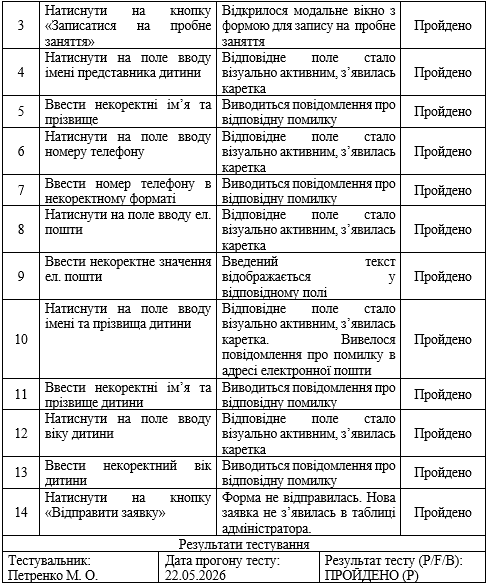 3
Натиснути на кнопку
«Записатися на пробне
заняття»
Відкрилося модальне вікно з
формою для запису на пробне
заняття
Пройдено
4
Натиснути на поле вводу
імені представника дитини
Відповідне поле стало
візуально активним, з’явилась
каретка
Пройдено
5
Ввести некоректні ім’я та
прізвище
Виводиться повідомлення про
відповідну помилку
Пройдено
6
Натиснути на поле вводу
номеру телефону
Відповідне поле стало
візуально активним, з’явилась
каретка
Пройдено
7
Ввести номер телефону в
некоректному форматі
Виводиться повідомлення про
відповідну помилку
Пройдено
8
Натиснути на поле вводу ел.
пошти
Відповідне поле стало
візуально активним, з’явилась
каретка
Пройдено
9
Ввести некоректне значення
ел. пошти
Введений текст
відображається у
відповідному полі
Пройдено
10
Натиснути на поле вводу
імені та прізвища дитини
Відповідне поле стало
візуально активним, з’явилась
каретка. Вивелося
повідомлення про помилку в
адресі електронної пошти
Пройдено
11
Ввести некоректні ім’я та
прізвище дитини
Виводиться повідомлення про
відповідну помилку
Пройдено
12
Натиснути на поле вводу
віку дитини
Відповідне поле стало
візуально активним, з’явилась
каретка
Пройдено
13
Ввести некоректний вік
дитини
Виводиться повідомлення про
відповідну помилку
Пройдено
14
Натиснути на кнопку
«Відправити заявку»
Форма не відправилась. Нова
заявка не з’явилась в таблиці
адміністратора.
Пройдено
Результати тестування
Тестувальник:
Петренко М. О.
Дата прогону тесту:
22.05.2026
Результат тесту (P/F/B):
ПРОЙДЕНО (P)